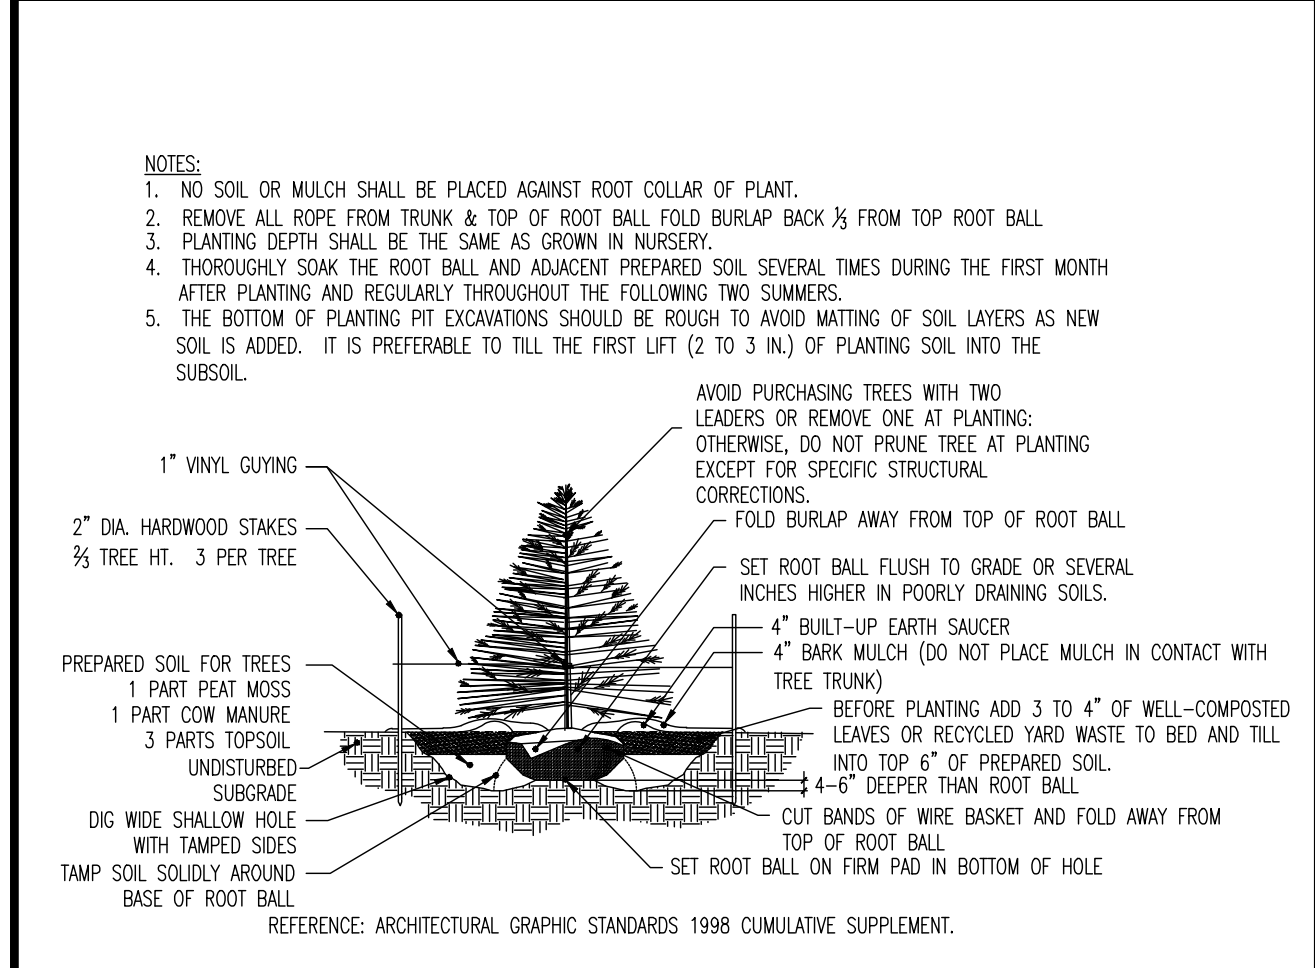 NOTES:
1. NO SOIL OR MULCH SHALL BE PLACED AGAINST ROOT COLLAR OF PLANT.
2. REMOVE ALL ROPE FROM TRUNK & TOP OF ROOT BALL FOLD BURLAP BACK ⅓ FROM TOP ROOT BALL
3. PLANTING DEPTH SHALL BE THE SAME AS GROWN IN NURSERY.
4. THOROUGHLY SOAK THE ROOT BALL AND ADJACENT PREPARED SOIL SEVERAL TIMES DURING THE FIRST MONTH
AFTER PLANTING AND REGULARLY THROUGHOUT THE FOLLOWING TWO SUMMERS.
5. THE BOTTOM OF PLANTING PIT EXCAVATIONS SHOULD BE ROUGH TO AVOID MATTING OF SOIL LAYERS AS NEW
SOIL IS ADDED. IT IS PREFERABLE TO TILL THE FIRST LIFT (2 TO 3 IN.) OF PLANTING SOIL INTO THE
SUBSOIL.
AVOID PURCHASING TREES WITH TWO
LEADERS OR REMOVE ONE AT PLANTING:
OTHERWISE, DO NOT PRUNE TREE AT PLANTING
EXCEPT FOR SPECIFIC STRUCTURAL
CORRECTIONS.
1" VINYL GUYING
2" DIA. HARDWOOD STAKES
⅔ TREE HT. 3 PER TREE
FOLD BURLAP AWAY FROM TOP OF ROOT BALL
SET ROOT BALL FLUSH TO GRADE OR SEVERAL
INCHES HIGHER IN POORLY DRAINING SOILS.
4" BUILT-UP EARTH SAUCER
4" BARK MULCH (DO NOT PLACE MULCH IN CONTACT WITH
TREE TRUNK)
PREPARED SOIL FOR TREES
1 PART PEAT MOSS
1 PART COW MANURE
3 PARTS TOPSOIL
UNDISTURBED
SUBGRADE
DIG WIDE SHALLOW HOLE
WITH TAMPED SIDES
TAMP SOIL SOLIDLY AROUND
BASE OF ROOT BALL
BEFORE PLANTING ADD 3 TO 4" OF WELL-COMPOSTED
LEAVES OR RECYCLED YARD WASTE TO BED AND TILL
INTO TOP 6" OF PREPARED SOIL.
4-6" DEEPER THAN ROOT BALL
CUT BANDS OF WIRE BASKET AND FOLD AWAY FROM
TOP OF ROOT BALL
SET ROOT BALL ON FIRM PAD IN BOTTOM OF HOLE
REFERENCE: ARCHITECTURAL GRAPHIC STANDARDS 1998 CUMULATIVE SUPPLEMENT.